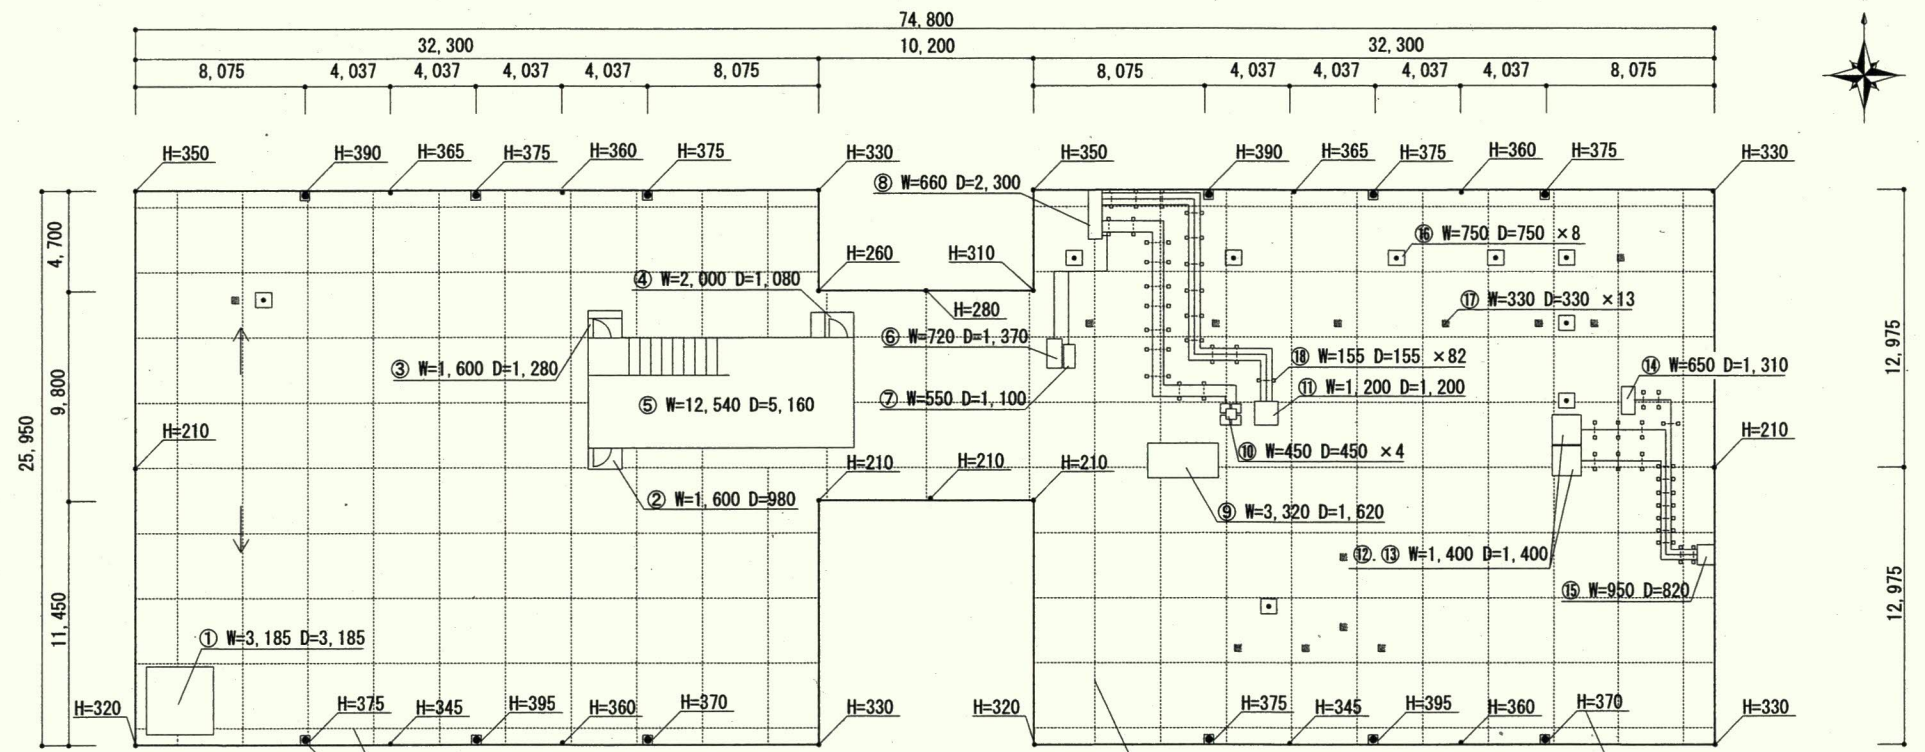 74,800
32,300 10,200 32,300
8,075 4,037 4,037 4,037 4,037 8,075 8,075 4,037 4,037 4,037 4,037 8,075
H=350 H=390 H=365 H=375 H=360 H=375 H=330 H=350 H=390 H=365 H=375 H=360 H=375 H=330
⑧ W=660 D=2,300
4,700
⑯ W=750 D=750 ×8
H=260 H=310
④ W=2,000 D=1,080
⑰ W=330 D=330 ×13
H=280
⑥ W=720 D=1,370
12,975
③ W=1,600 D=1,280
⑱ W=155 D=155 ×82
⑭ W=650 D=1,310
⑪ W=1,200 D=1,200
9,800
⑦ W=550 D=1,100
⑤ W=12,540 D=5,160
25,950
H=210
H=210
⑩ W=450 D=450 ×4
H=210 H=210 H=210
② W=1,600 D=980
⑨ W=3,320 D=1,620
⑫.⑬ W=1,400 D=1,400
12,975
⑮ W=950 D=820
11,450
① W=3,185 D=3,185
H=320 H=375 H=345 H=395 H=360 H=370 H=330 H=320 H=375 H=345 H=395 H=360 H=370 H=330